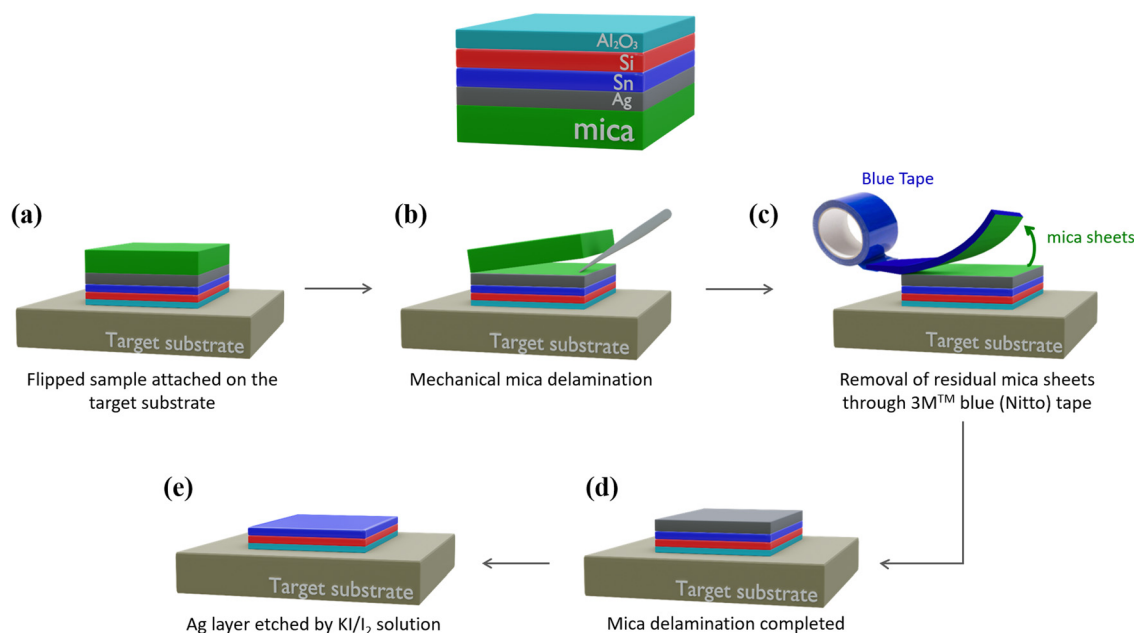 Al₂O₃
Si
Sn
Ag
mica
(a)
Target substrate
Flipped sample attached on the
target substrate
(b)
Target substrate
Mechanical mica delamination
(c)
Blue Tape
mica sheets
Target substrate
Removal of residual mica sheets
through 3M™ blue (Nitto) tape
(e)
Target substrate
Ag layer etched by KI/I₂ solution
(d)
Target substrate
Mica delamination completed